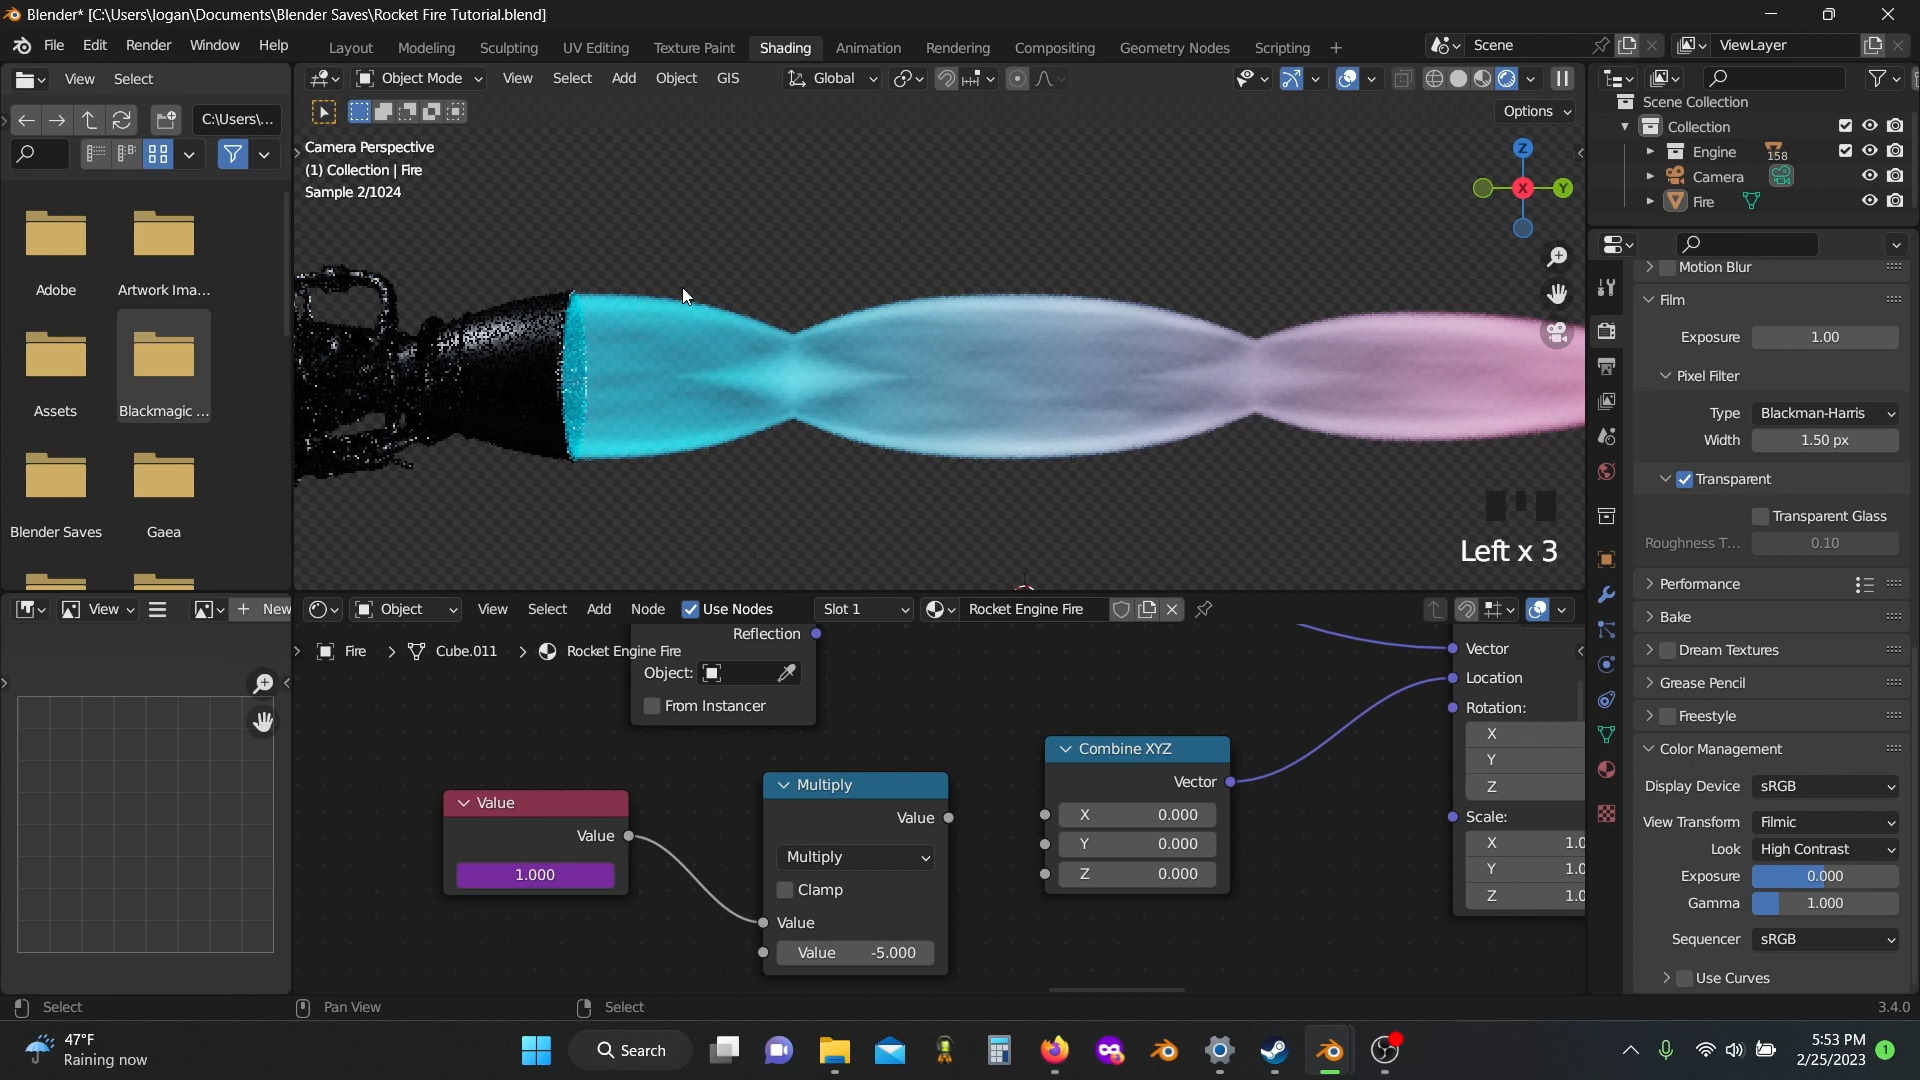 Blender* [C:\Users\logan\Documents\Blender Saves\Rocket Fire Tutorial.blend]
File Edit Render Window Help
Layout Modeling Sculpting UV Editing Texture Paint Shading Animation Rendering Compositing Geometry Nodes Scripting +
Scene
ViewLayer
View Select
Object Mode View Select Add Object GIS
Global
C:\Users\...
Options
Camera Perspective
(1) Collection | Fire
Sample 2/1024
Z
X
Y
Scene Collection
Collection
Engine 158
Camera
Fire
Adobe
Artwork Ima...
Assets
Blackmagic ...
Blender Saves
Gaea
Left x 3
Motion Blur
Film
Exposure 1.00
Pixel Filter
Type Blackman-Harris
Width 1.50 px
Transparent
Transparent Glass
Roughness T... 0.10
Performance
Bake
Dream Textures
Grease Pencil
Freestyle
Color Management
Display Device sRGB
View Transform Filmic
Look High Contrast
Exposure 0.000
Gamma 1.000
Sequencer sRGB
Use Curves
View
+ New
Object View Select Add Node Use Nodes Slot 1 Rocket Engine Fire
Fire > Cube.011 > Rocket Engine Fire
Reflection
Object:
From Instancer
Value
Value
1.000
Multiply
Value
Multiply
Clamp
Value
Value -5.000
Combine XYZ
Vector
X 0.000
Y 0.000
Z 0.000
Vector
Location
Rotation:
X
Y
Z
Scale:
X 1.0
Y 1.0
Z 1.0
Select
Pan View
Select
3.4.0
47°F
Raining now
Search
5:53 PM
2/25/2023
1